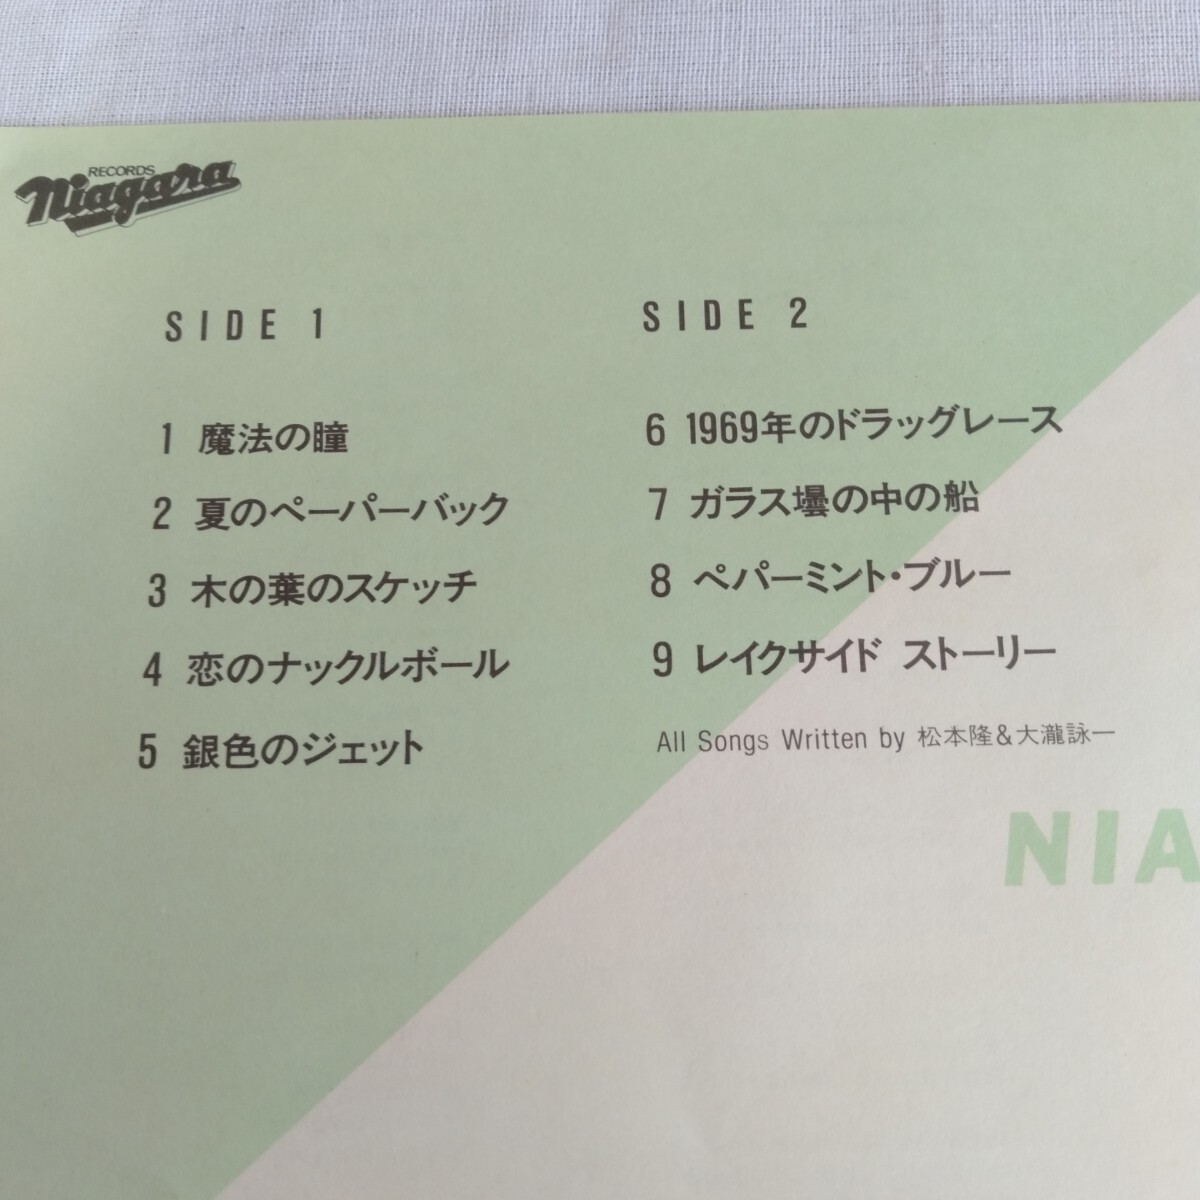 RECORDS
Niagara
SIDE 1
1 魔法の瞳
2 夏のペーパーバック
3 木の葉のスケッチ
4 恋のナックルボール
5 銀色のジェット
SIDE 2
6 1969年のドラッグレース
7 ガラス壜の中の船
8 ペパーミント・ブルー
9 レイクサイド ストーリー
All Songs Written by 松本隆&大瀧詠一
NIA